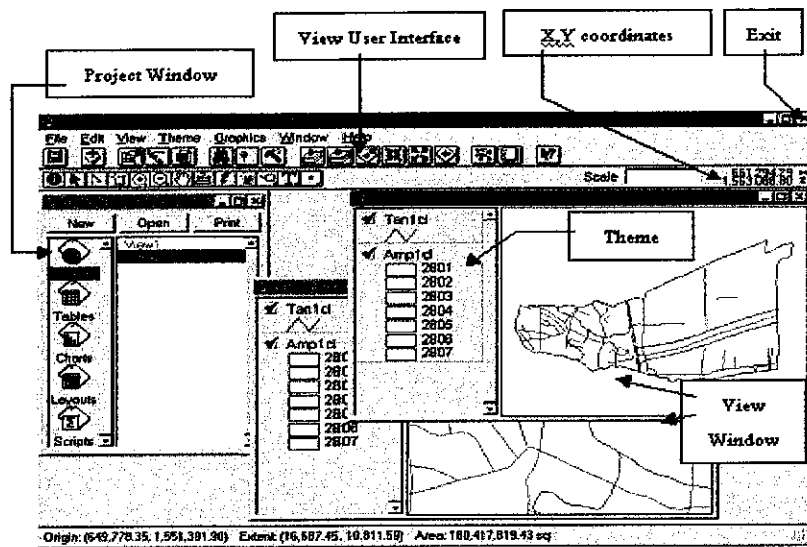 View User Interface
X,Y coordinates
Exit
Project Window
File Edit View Theme Graphics Window Help
Scale
New Open Print
View1
Tables
Charts
Layouts
Scripts
Tan1cl
Amp1cl
2801
2802
2803
2804
2805
2806
2807
Theme
Tan1cl
Amp1cl
2807
View
Window
Origin: (649,778.35, 1,551,391.90) Extent: (16,687.45, 10,811.59) Area: 180,417,819.43 sq